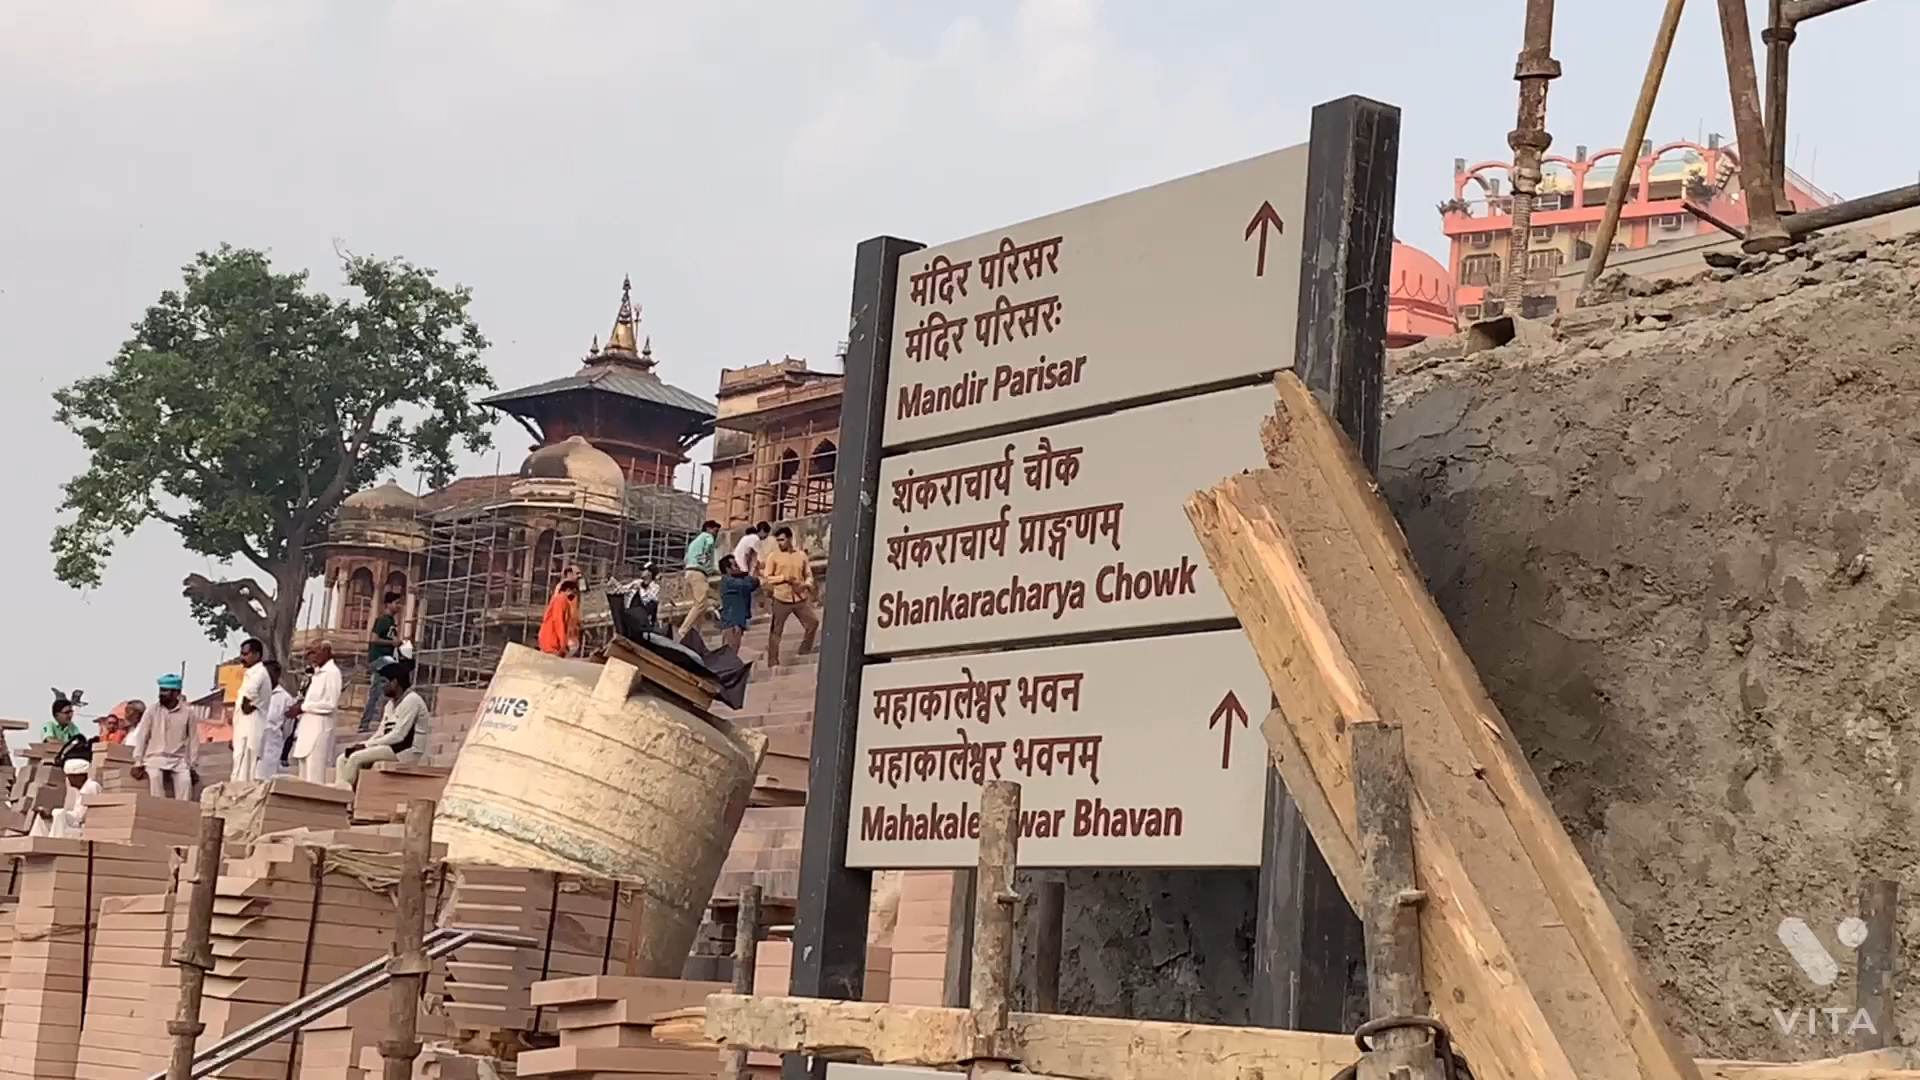 मंदिर परिसर
मंदिर परिसरः
Mandir Parisar
शंकराचार्य चौक
शंकराचार्य प्राङ्गणम्
Shankaracharya Chowk
महाकालेश्वर भवन
महाकालेश्वर भवनम्
Bhavan
pure
VITA